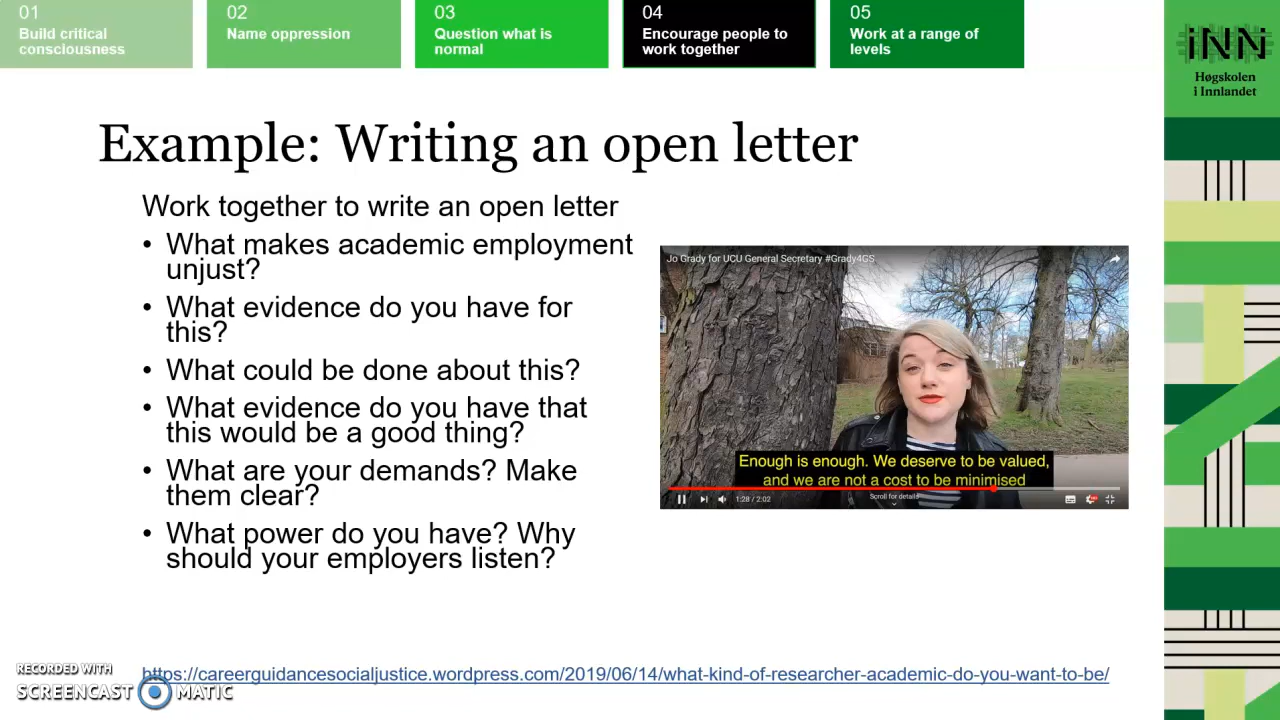 01
Build critical
consciousness
02
Name oppression
03
Question what is
normal
04
Encourage people to
work together
05
Work at a range of
levels
iNN
Høgskolen
i Innlandet
Example: Writing an open letter
Work together to write an open letter
• What makes academic employment
unjust?
• What evidence do you have for
this?
• What could be done about this?
• What evidence do you have that
this would be a good thing?
• What are your demands? Make
them clear?
• What power do you have? Why
should your employers listen?
Jo Grady for UCU General Secretary #Grady4GS
Enough is enough. We deserve to be valued,
and we are not a cost to be minimised
1:28 / 2:02
Scroll for details
https://careerguidancesocialjustice.wordpress.com/2019/06/14/what-kind-of-researcher-academic-do-you-want-to-be/
RECORDED WITH
SCREENCAST MATIC